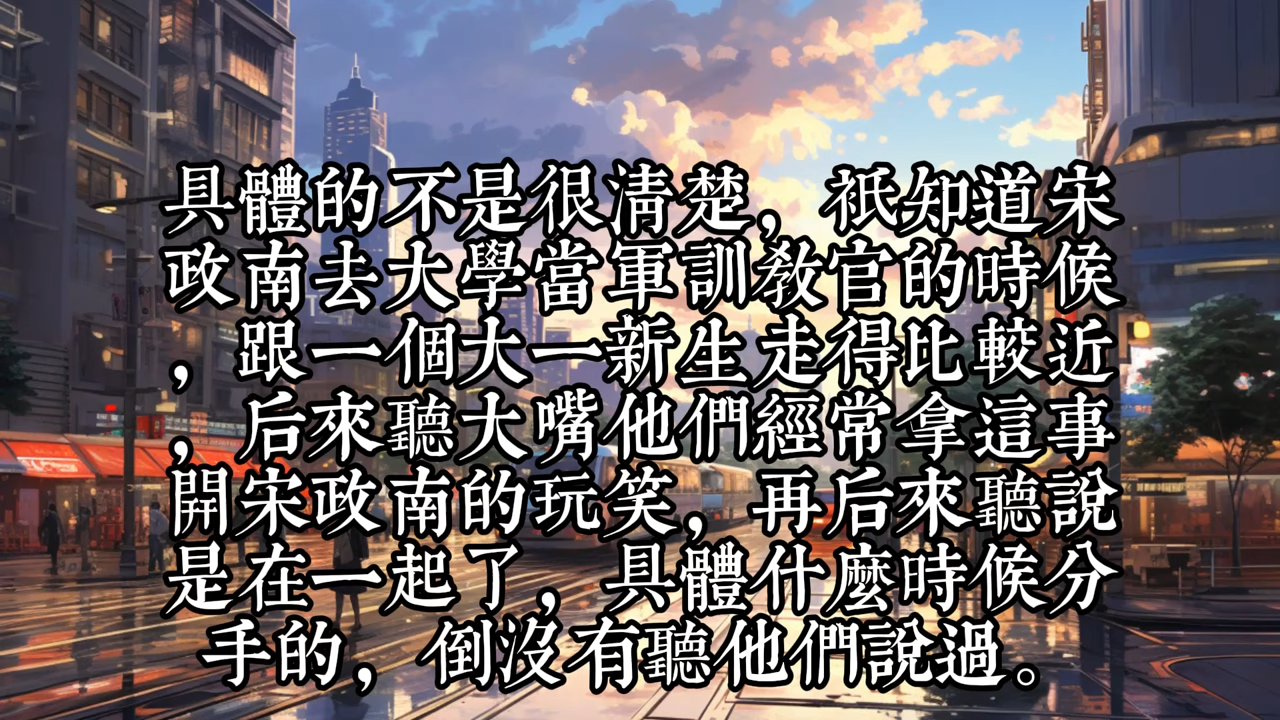 具體的不是很清楚，衹知道宋
政南去大學當軍訓教官的時候
，跟一個大一新生走得比較近
，后來聽大嘴他們經常拿這事
開宋政南的玩笑，再后來聽說
是在一起了，具體什麼時候分
手的，倒沒有聽他們說過。